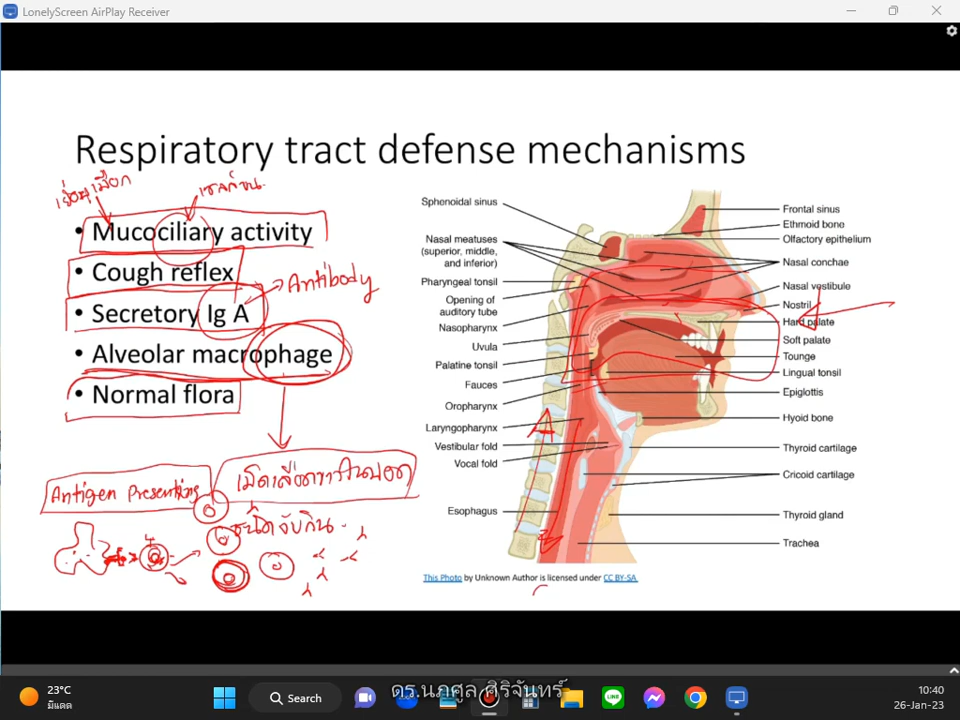 LonelyScreen AirPlay Receiver
Respiratory tract defense mechanisms
เยื่อเมือก
เซลล์ขน
• Mucociliary activity
• Cough reflex
Antibody
• Secretory Ig A
• Alveolar macrophage
• Normal flora
Antigen Presenting
เม็ดเลือดขาวในปอด
ชนิดจับกิน
Sphenoidal sinus
Nasal meatuses
(superior, middle,
and inferior)
Pharyngeal tonsil
Opening of
auditory tube
Nasopharynx
Uvula
Palatine tonsil
Fauces
Oropharynx
Laryngopharynx
Vestibular fold
Vocal fold
Esophagus
Frontal sinus
Ethmoid bone
Olfactory epithelium
Nasal conchae
Nasal vestibule
Nostril
Hard palate
Soft palate
Tounge
Lingual tonsil
Epiglottis
Hyoid bone
Thyroid cartilage
Cricoid cartilage
Thyroid gland
Trachea
This Photo by Unknown Author is licensed under CC BY-SA
23°C
มีแดด
Search
ดร.นภศูล ศิริจันทร์
10:40
26-Jan-23